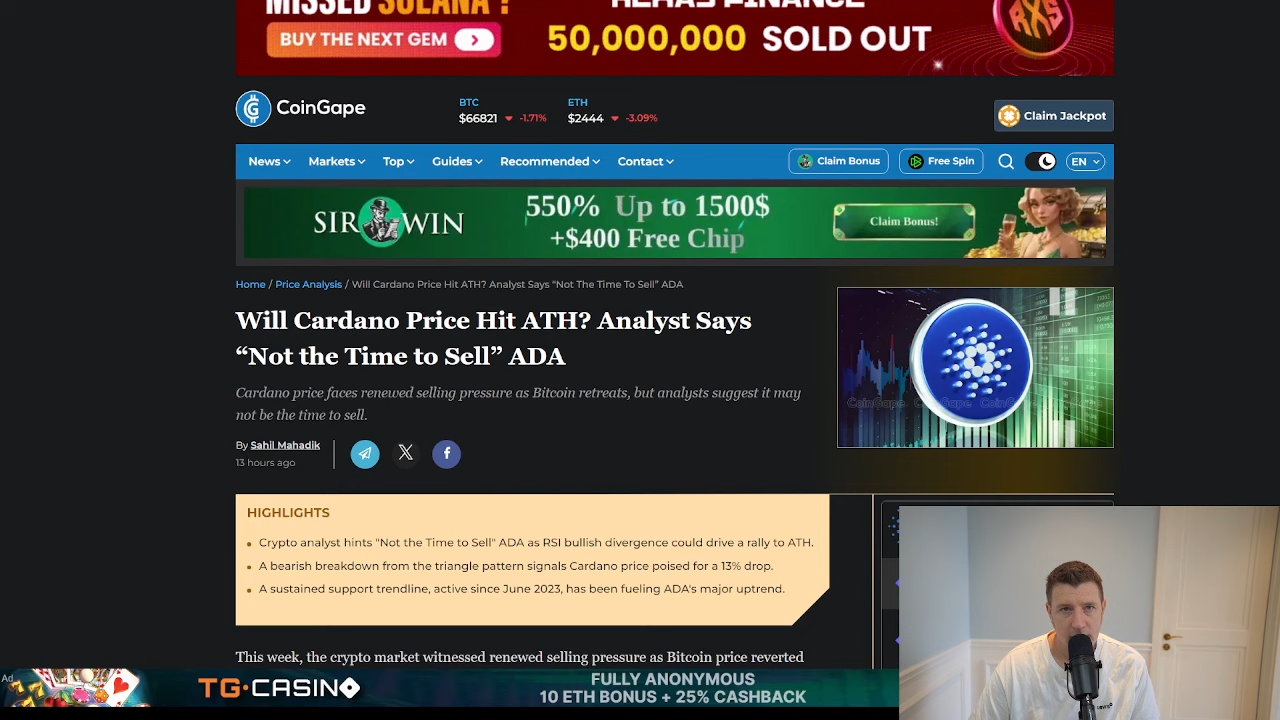 MISSED SOLANA ?
BUY THE NEXT GEM
FINANCE
50,000,000 SOLD OUT
RXS
CoinGape
BTC
$66821 -1.71%
ETH
$2444 -3.09%
Claim Jackpot
News Markets Top Guides Recommended Contact
Claim Bonus
Free Spin
EN
SIR WIN
550% Up to 1500$
+$400 Free Chip
Claim Bonus!
Home / Price Analysis / Will Cardano Price Hit ATH? Analyst Says “Not The Time To Sell” ADA
Will Cardano Price Hit ATH? Analyst Says
“Not the Time to Sell” ADA
Cardano price faces renewed selling pressure as Bitcoin retreats, but analysts suggest it may
not be the time to sell.
By Sahil Mahadik
13 hours ago
CoinGape
HIGHLIGHTS
Crypto analyst hints "Not the Time to Sell" ADA as RSI bullish divergence could drive a rally to ATH.
A bearish breakdown from the triangle pattern signals Cardano price poised for a 13% drop.
A sustained support trendline, active since June 2023, has been fueling ADA's major uptrend.
This week, the crypto market witnessed renewed selling pressure as Bitcoin price reverted
Ad
TG·CASINO
FULLY ANONYMOUS
10 ETH BONUS + 25% CASHBACK